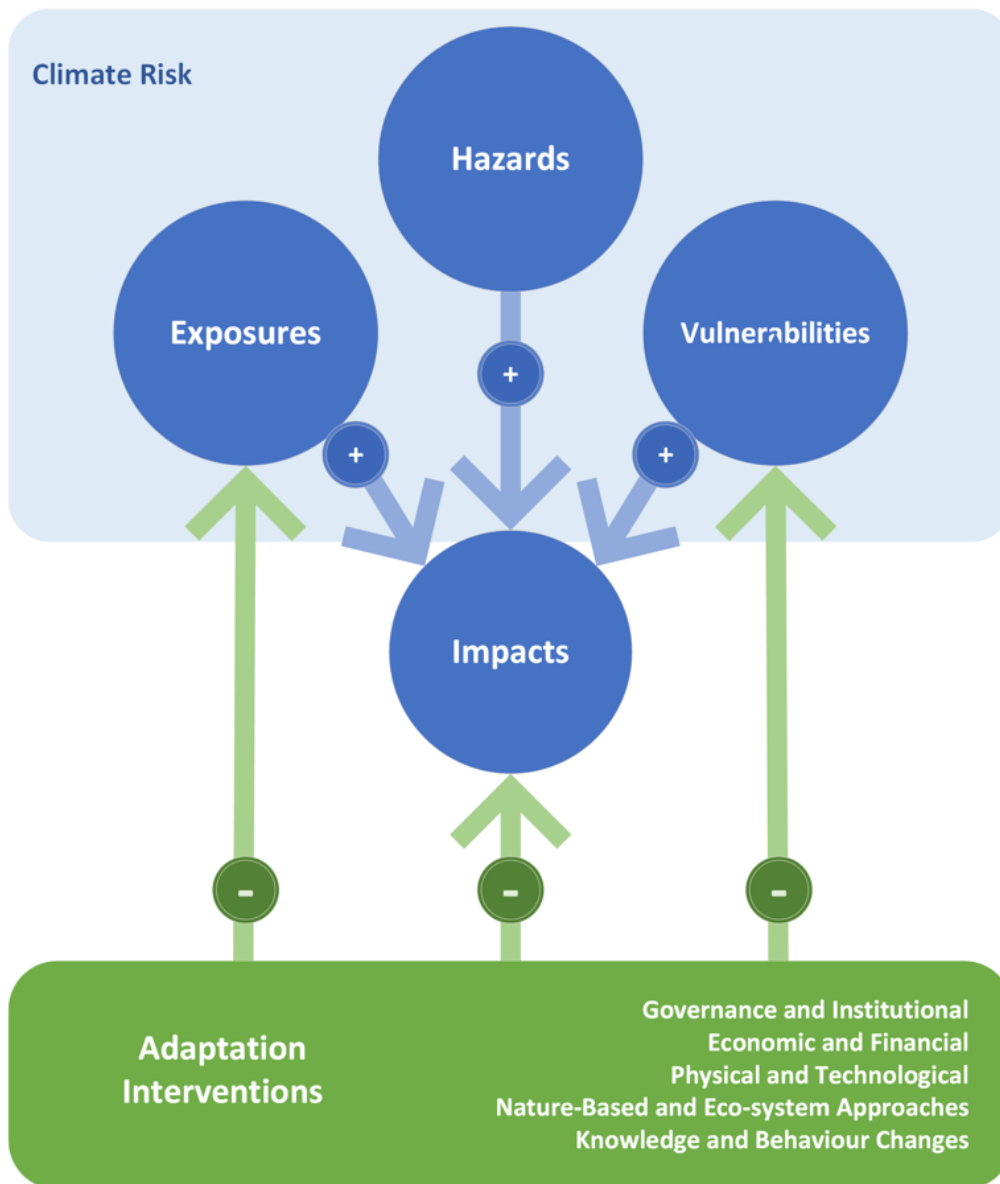 Climate Risk
Hazards
Exposures
Vulnerabilities
+
+
+
Impacts
-
-
-
Adaptation
Interventions
Governance and Institutional
Economic and Financial
Physical and Technological
Nature-Based and Eco-system Approaches
Knowledge and Behaviour Changes